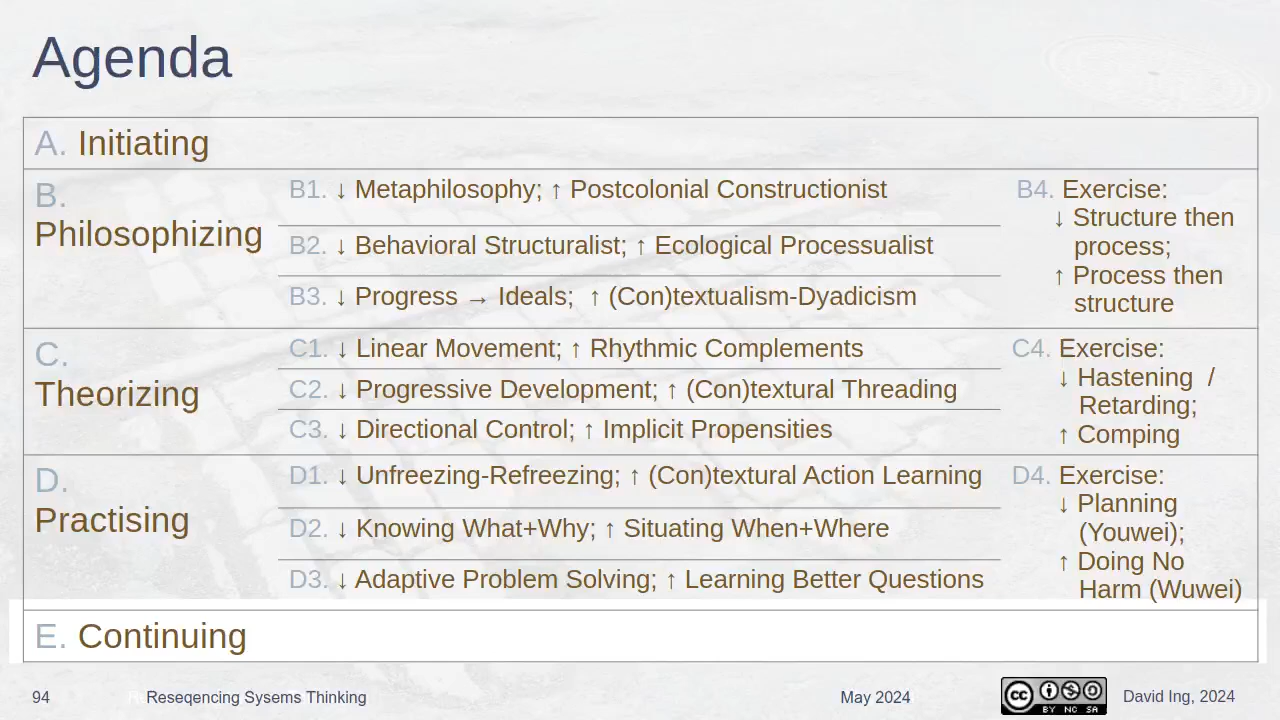 Agenda
A. Initiating
B.
Philosophizing
B1. ↓ Metaphilosophy; ↑ Postcolonial Constructionist
B2. ↓ Behavioral Structuralist; ↑ Ecological Processualist
B3. ↓ Progress → Ideals;  ↑ (Con)textualism-Dyadicism
B4. Exercise:
↓ Structure then
process;
↑ Process then
structure
C.
Theorizing
C1. ↓ Linear Movement; ↑ Rhythmic Complements
C2. ↓ Progressive Development; ↑ (Con)textural Threading
C3. ↓ Directional Control; ↑ Implicit Propensities
C4. Exercise:
↓ Hastening  /
Retarding;
↑ Comping
D.
Practising
D1. ↓ Unfreezing-Refreezing; ↑ (Con)textural Action Learning
D2. ↓ Knowing What+Why; ↑ Situating When+Where
D3. ↓ Adaptive Problem Solving; ↑ Learning Better Questions
D4. Exercise:
↓ Planning
(Youwei);
↑ Doing No
Harm (Wuwei)
E. Continuing
94
Reseqencing Sysems Thinking
May 2024
cc
BY NC SA
David Ing, 2024